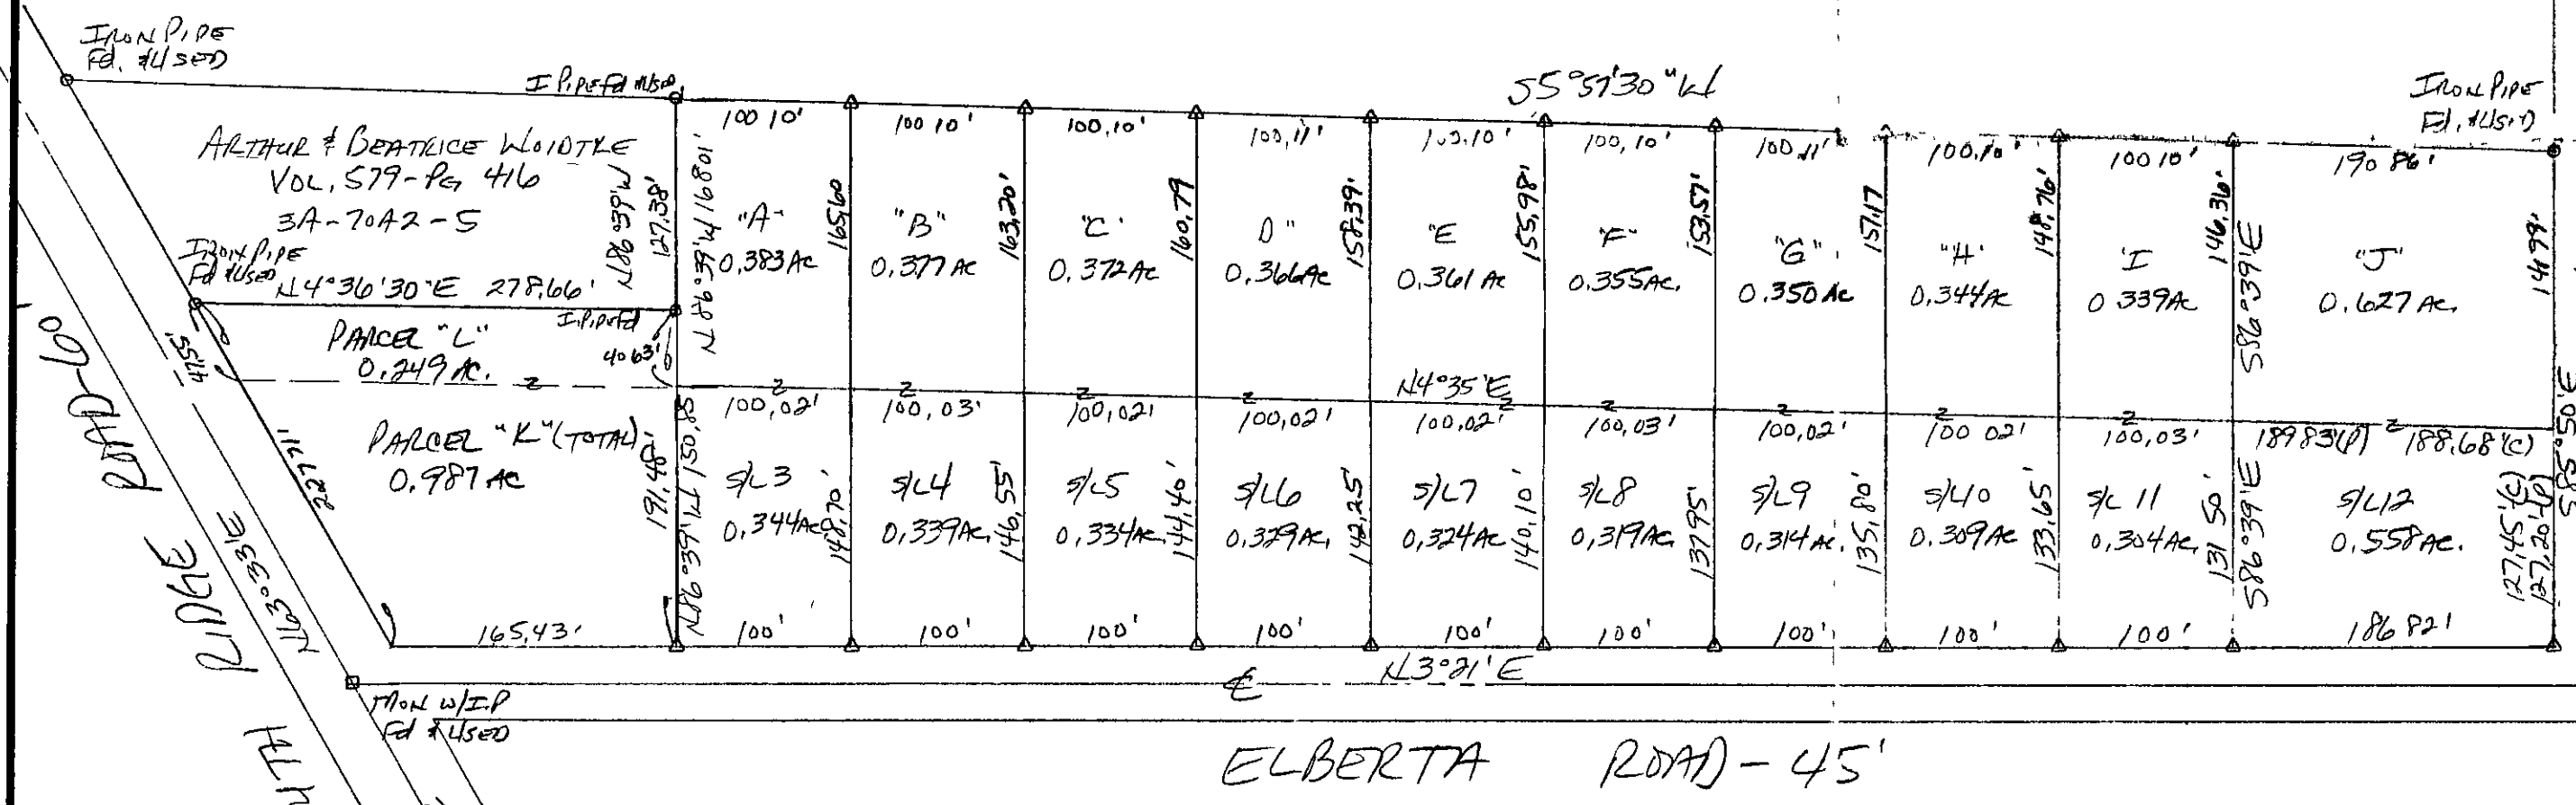 IRON PIPE
Fd. & USED
I PIPE Fd &USED
S5°57'30"W
IRON PIPE
Fd. &USED
100 10'
100 10'
100,10'
100,11'
100,10'
100,10'
100,11'
100,10'
100 10'
190 86'
ARTHUR & BEATRICE WOIDTKE
VOL, 579-PG 416
3A-70A2-5
N86°39'W
127,38'
N86°39'W 168.01'
"A"
0,383 AC
165,60
"B"
0,377 AC
163,20'
"C"
0,372 AC
160,79
D"
0,366 AC
158,39'
"E
0,361 AC
155,98'
"F"
0.355 AC.
153,57'
"G"
0.350 AC
151,17
"H"
0,344 AC
148,76'
I
0 339 AC
146,36'
S86°39'E
"J"
0.627 AC.
141,99'
IRON PIPE
Fd &USED
N4°36'30"E 278,66'
I.PIPE Fd
40 63'
PARCEL "L"
0,249 AC.
47,55'
N4°35'E
100,02'
100,03'
100,02'
100,02'
100,02'
100,03'
100,02'
100 02'
100,03'
189 83'(P)
188,68'(C)
PARCEL "K" (TOTAL)
0,987 AC
227,71'
191,48'
N86°39'W 150,85
S/L3
0,344 AC
148,70'
S/L4
0,339 AC,
146,55'
S/L5
0,334 AC,
144,40'
S/L6
0,329 AC,
142,25'
S/L7
0,324 AC
140,10'
S/L8
0,319 AC,
137 95'
S/L9
0,314 AC.
135,80'
S/L10
0.309 AC
133,65'
S/L 11
0,304 AC,
131 50'
S86°39'E
S/L12
0.558 AC.
127,45'(C)
127,20'(P)
S85°50'E
165,43'
100'
100'
100'
100'
100'
100'
100'
100'
100'
186 82'
N3°21'E
℄
N63°33'E
MON W/I.P
Fd & USED
RIDGE ROAD-60
ELBERTA ROAD - 45'